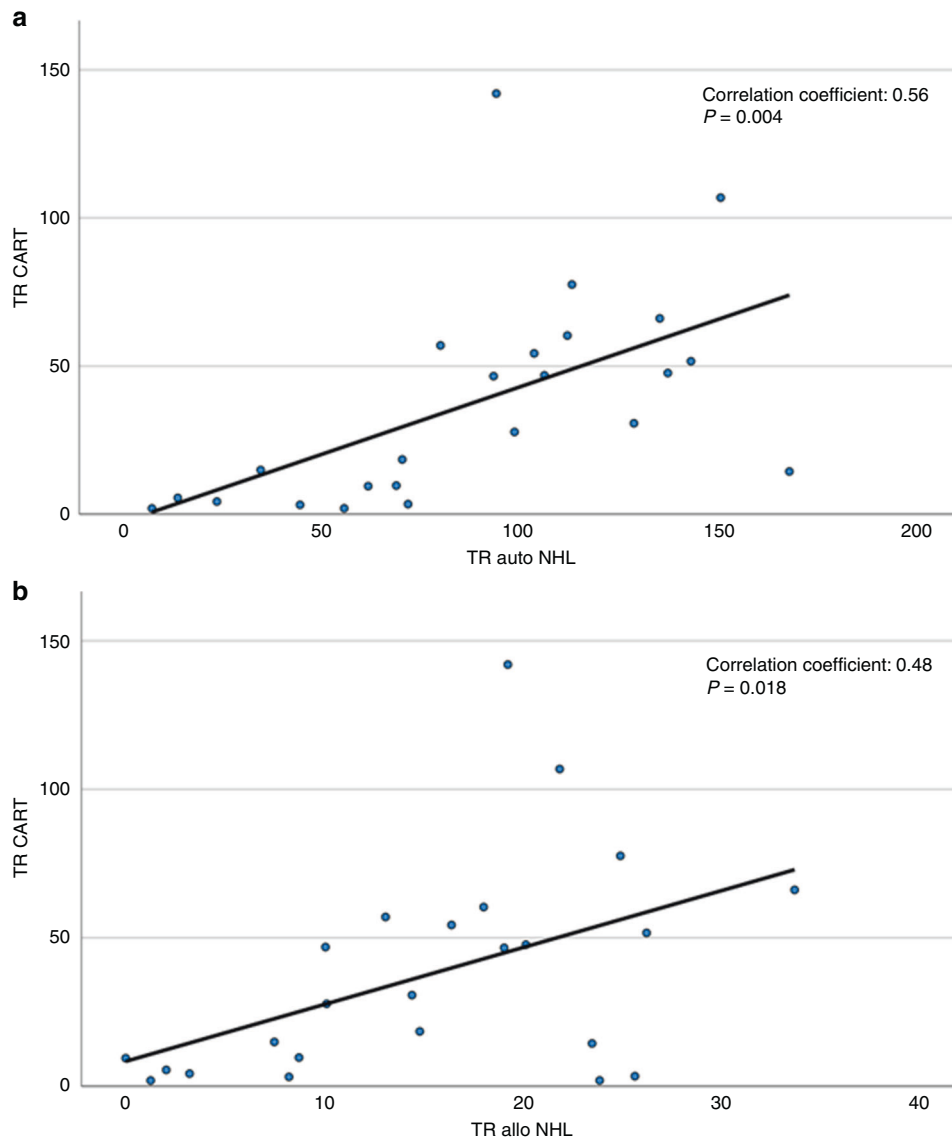 a
150
Correlation coefficient: 0.56
P = 0.004
100
TR CART
50
0
0 50 100 150 200
TR auto NHL
b
150
Correlation coefficient: 0.48
P = 0.018
100
TR CART
50
0
0 10 20 30 40
TR allo NHL